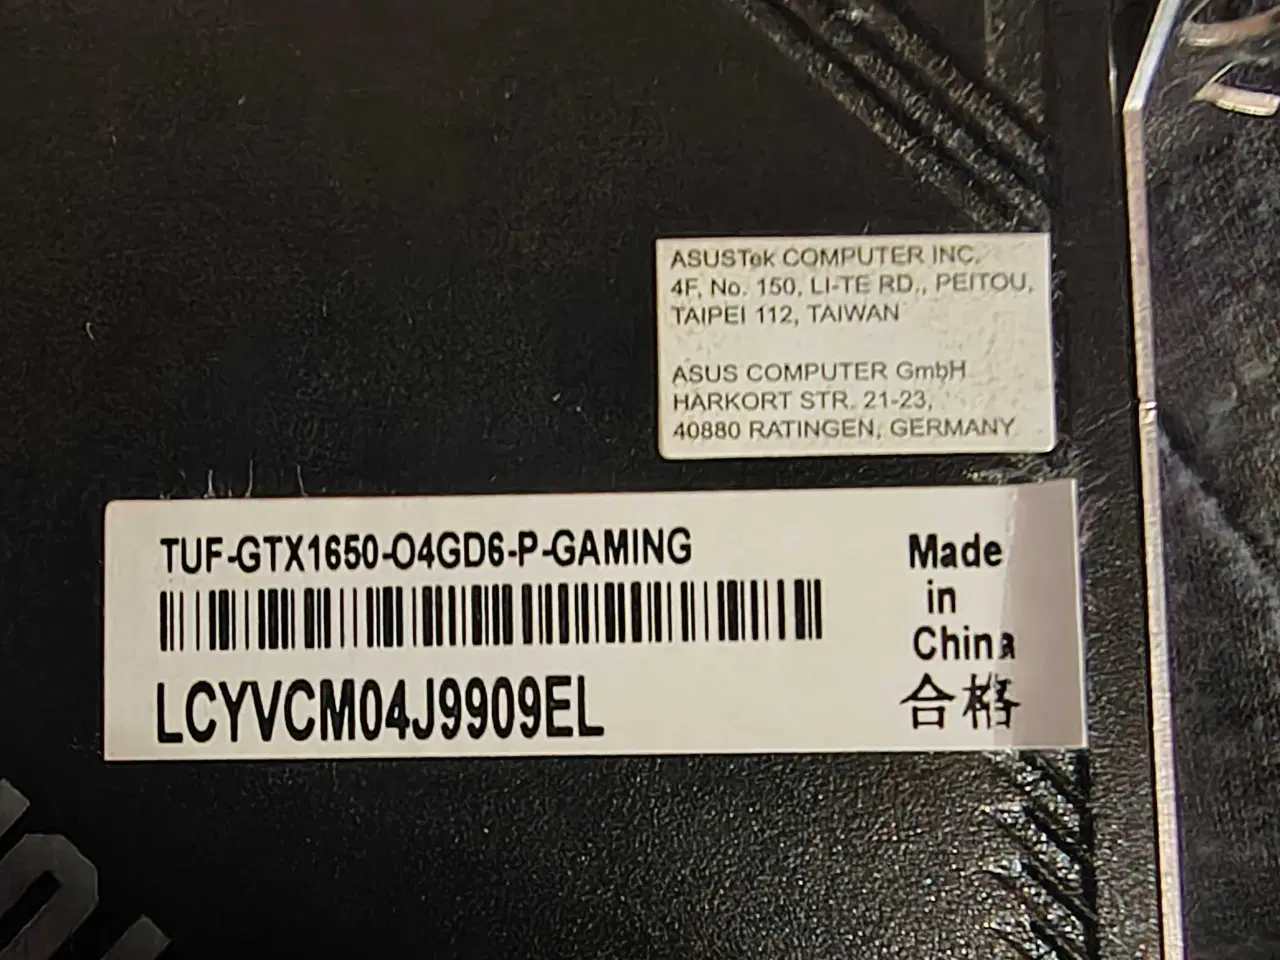 ASUSTek COMPUTER INC.
4F, No. 150, LI-TE RD., PEITOU,
TAIPEI 112, TAIWAN
ASUS COMPUTER GmbH
HARKORT STR. 21-23,
40880 RATINGEN, GERMANY
TUF-GTX1650-O4GD6-P-GAMING
LCYVCM04J9909EL
Made
in
China
合格